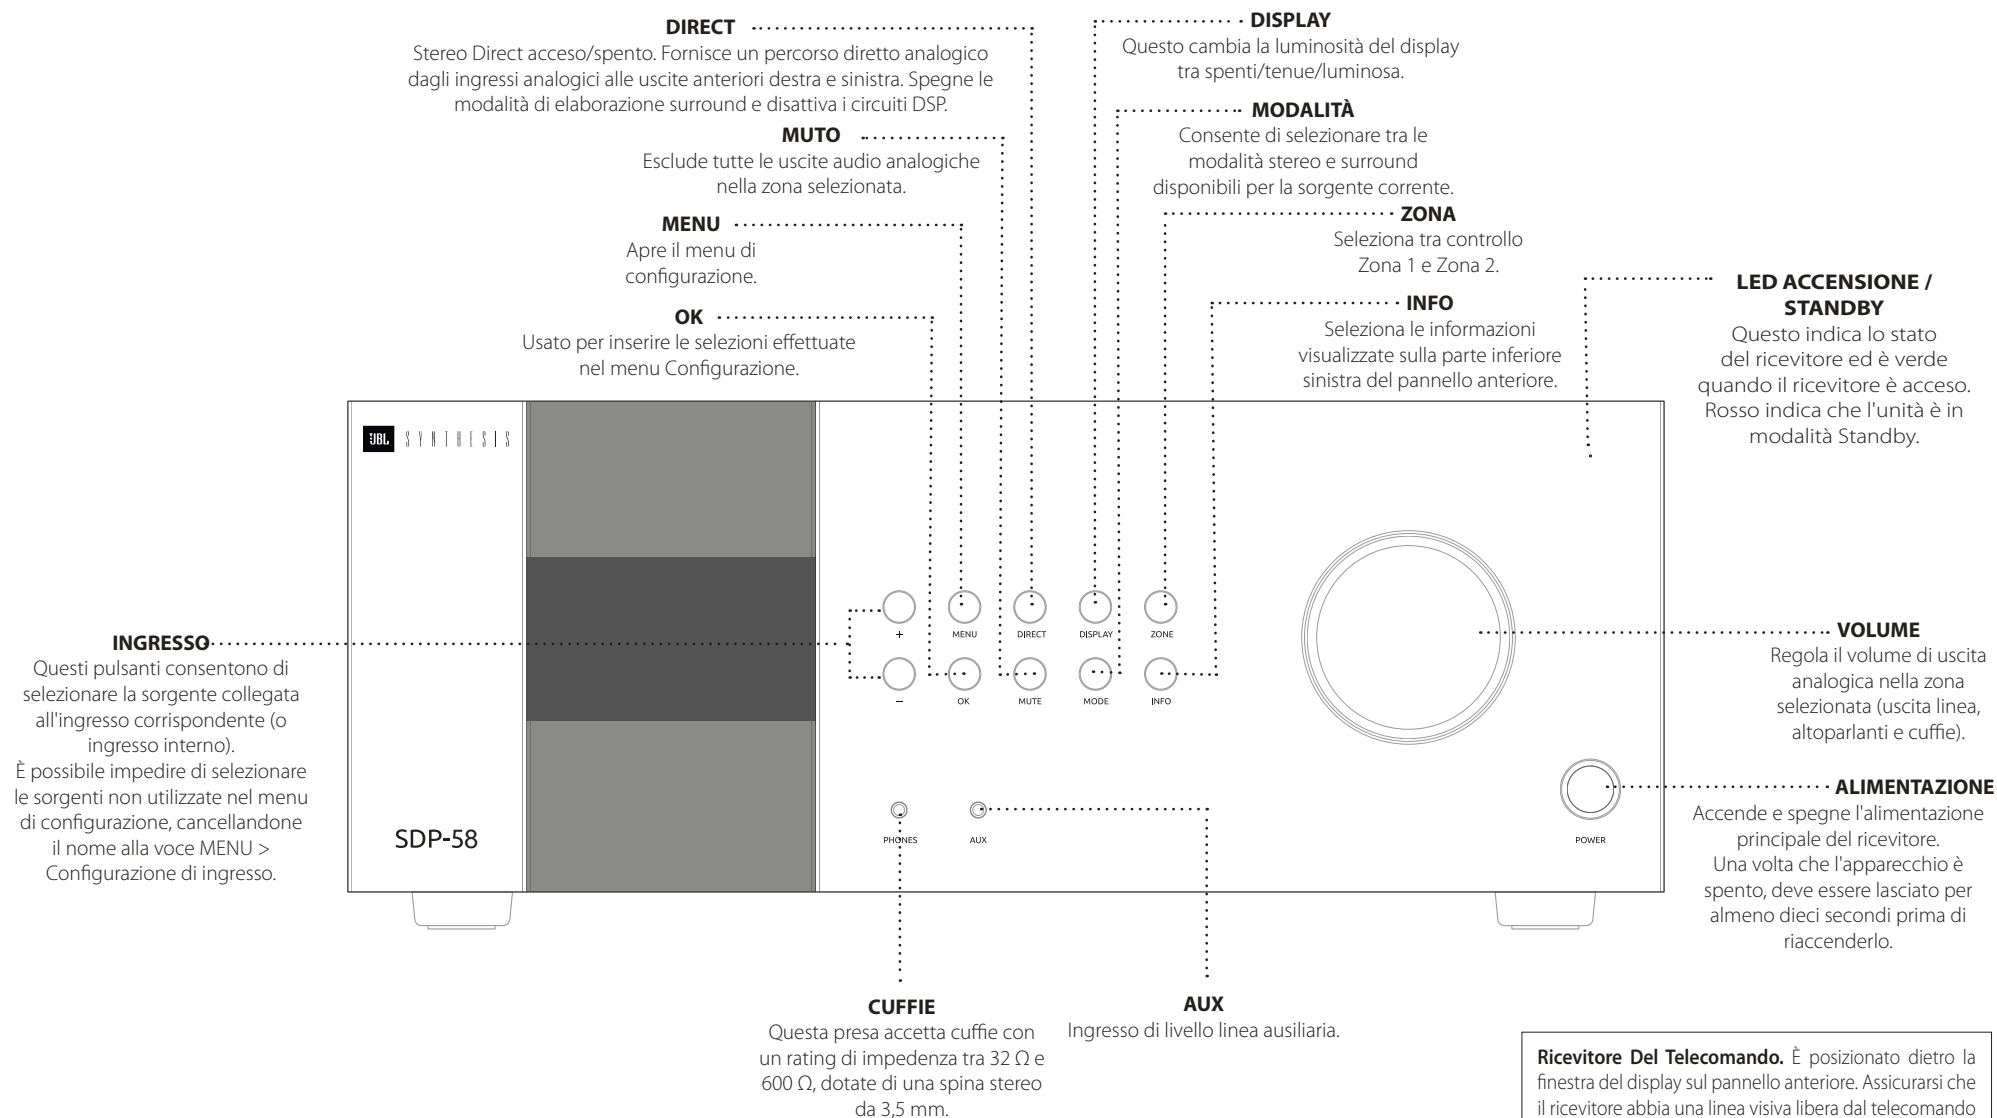 DIRECT
Stereo Direct acceso/spento. Fornisce un percorso diretto analogico
dagli ingressi analogici alle uscite anteriori destra e sinistra. Spegne le
modalità di elaborazione surround e disattiva i circuiti DSP.
MUTO
Esclude tutte le uscite audio analogiche
nella zona selezionata.
MENU
Apre il menu di
configurazione.
OK
Usato per inserire le selezioni effettuate
nel menu Configurazione.
DISPLAY
Questo cambia la luminosità del display
tra spenti/tenue/luminosa.
MODALITÀ
Consente di selezionare tra le
modalità stereo e surround
disponibili per la sorgente corrente.
ZONA
Seleziona tra controllo
Zona 1 e Zona 2.
INFO
Seleziona le informazioni
visualizzate sulla parte inferiore
sinistra del pannello anteriore.
LED ACCENSIONE /
STANDBY
Questo indica lo stato
del ricevitore ed è verde
quando il ricevitore è acceso.
Rosso indica che l'unità è in
modalità Standby.
JBL SYNTHESIS
+
MENU
DIRECT
DISPLAY
ZONE
–
OK
MUTE
MODE
INFO
INGRESSO
Questi pulsanti consentono di
selezionare la sorgente collegata
all'ingresso corrispondente (o
ingresso interno).
È possibile impedire di selezionare
le sorgenti non utilizzate nel menu
di configurazione, cancellandone
il nome alla voce MENU >
Configurazione di ingresso.
VOLUME
Regola il volume di uscita
analogica nella zona
selezionata (uscita linea,
altoparlanti e cuffie).
SDP-58
PHONES
AUX
POWER
ALIMENTAZIONE
Accende e spegne l'alimentazione
principale del ricevitore.
Una volta che l'apparecchio è
spento, deve essere lasciato per
almeno dieci secondi prima di
riaccenderlo.
CUFFIE
Questa presa accetta cuffie con
un rating di impedenza tra 32 Ω e
600 Ω, dotate di una spina stereo
da 3,5 mm.
AUX
Ingresso di livello linea ausiliaria.
Ricevitore Del Telecomando. È posizionato dietro la
finestra del display sul pannello anteriore. Assicurarsi che
il ricevitore abbia una linea visiva libera dal telecomando